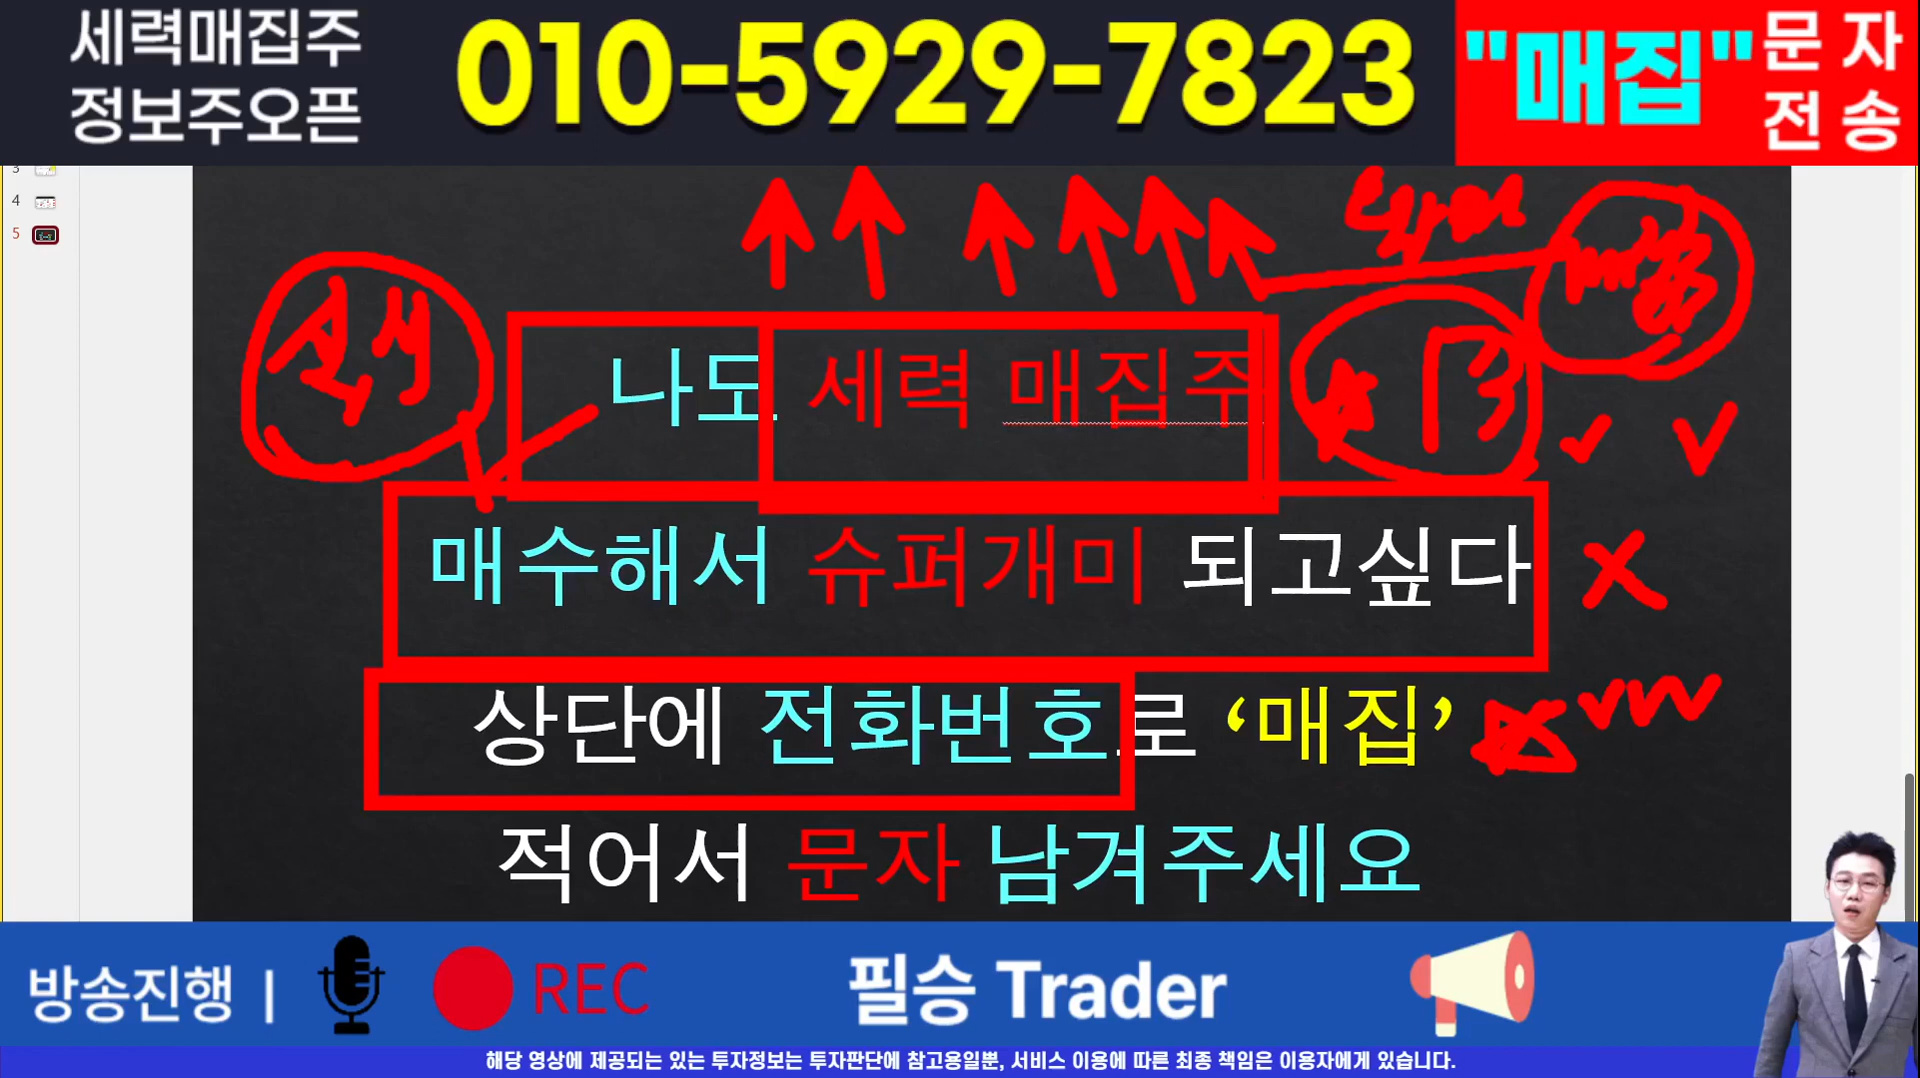 세력매집주
정보주오픈
010-5929-7823
"매집"
문자
전송
3
4
5
나도 세력 매집주
매수해서 슈퍼개미 되고싶다
상단에 전화번호로 ‘매집’
적어서 문자 남겨주세요
방송진행 |
REC
필승 Trader
해당 영상에 제공되는 있는 투자정보는 투자판단에 참고용일뿐, 서비스 이용에 따른 최종 책임은 이용자에게 있습니다.